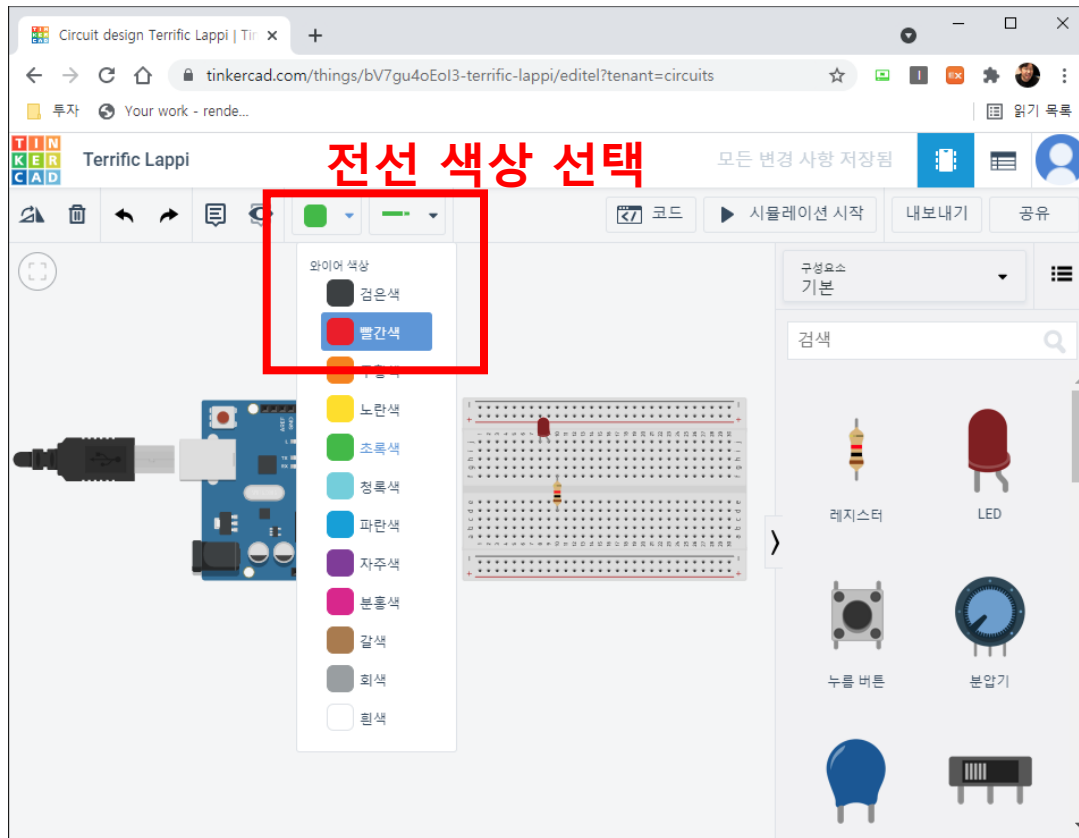 Circuit design Terrific Lappi | Tin
tinkercad.com/things/bV7gu4oEoI3-terrific-lappi/editel?tenant=circuits
투자
Your work - rende...
읽기 목록
TIN
KER
CAD
Terrific Lappi
전선 색상 선택
모든 변경 사항 저장됨
코드
시뮬레이션 시작
내보내기
공유
와이어 색상
검은색
빨간색
주황색
노란색
초록색
청록색
파란색
자주색
분홍색
갈색
회색
흰색
구성요소
기본
검색
레지스터
LED
누름 버튼
분압기